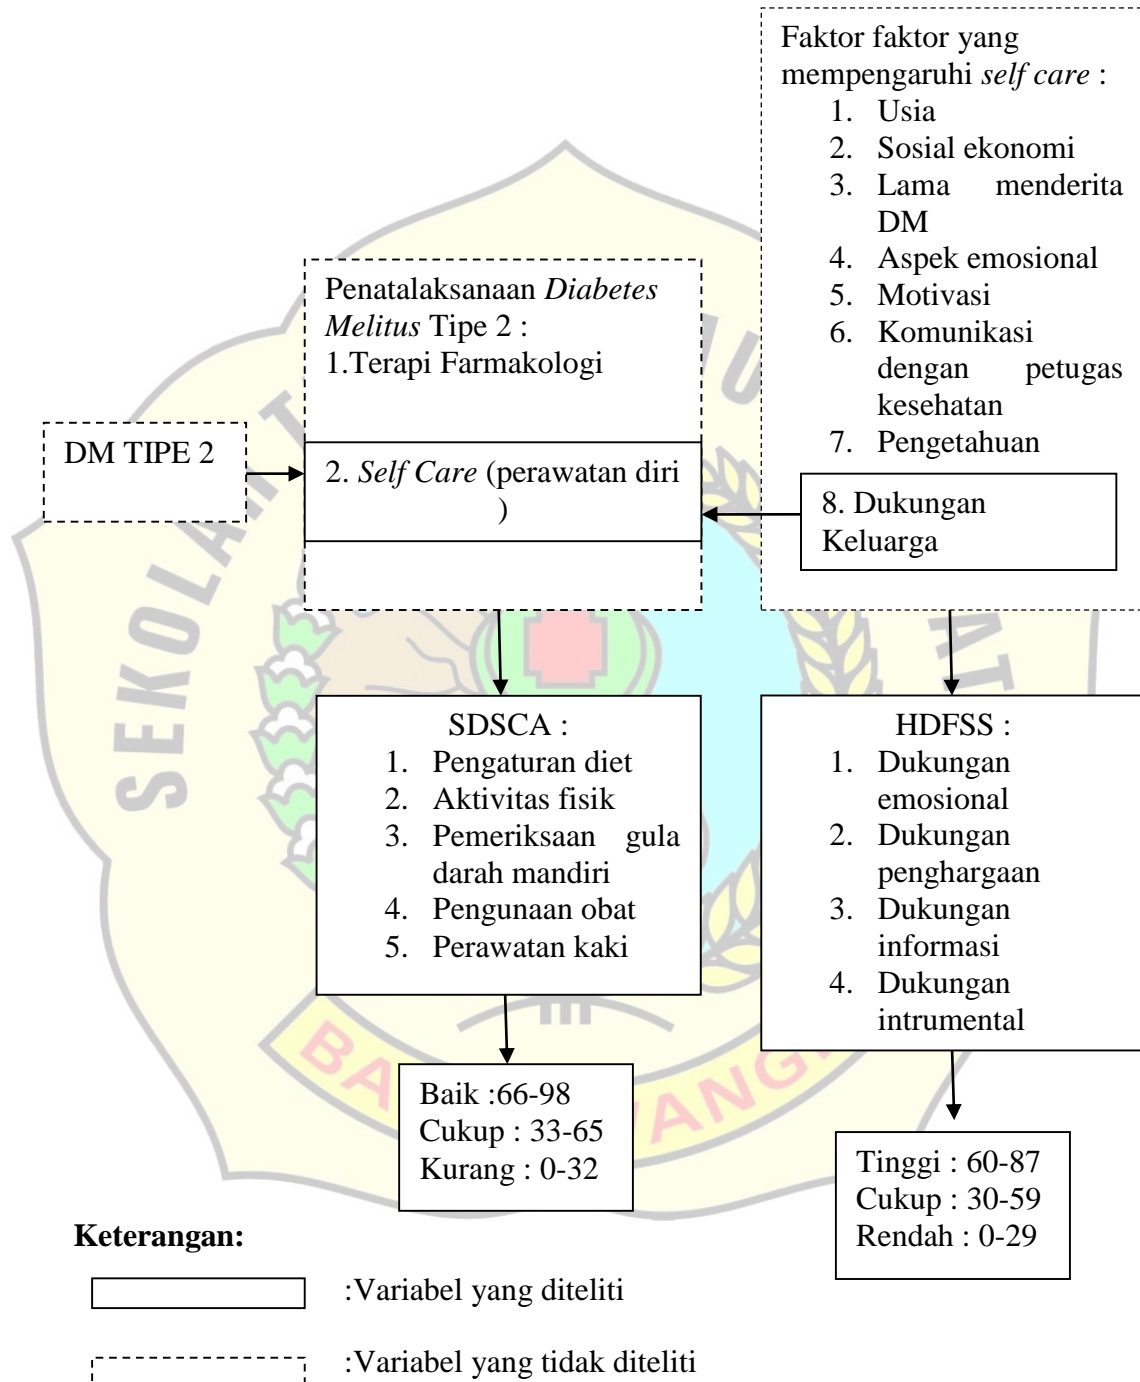 Faktor faktor yang
mempengaruhi self care :
1. Usia
2. Sosial ekonomi
3. Lama menderita
DM
4. Aspek emosional
5. Motivasi
6. Komunikasi
dengan petugas
kesehatan
7. Pengetahuan
8. Dukungan
Keluarga
Penatalaksanaan Diabetes
Melitus Tipe 2 :
1.Terapi Farmakologi
2. Self Care (perawatan diri
)
DM TIPE 2
SDSCA :
1. Pengaturan diet
2. Aktivitas fisik
3. Pemeriksaan gula
darah mandiri
4. Pengunaan obat
5. Perawatan kaki
HDFSS :
1. Dukungan
emosional
2. Dukungan
penghargaan
3. Dukungan
informasi
4. Dukungan
intrumental
Baik :66-98
Cukup : 33-65
Kurang : 0-32
Tinggi : 60-87
Cukup : 30-59
Rendah : 0-29
Keterangan:
:Variabel yang diteliti
:Variabel yang tidak diteliti
SEKOLAH